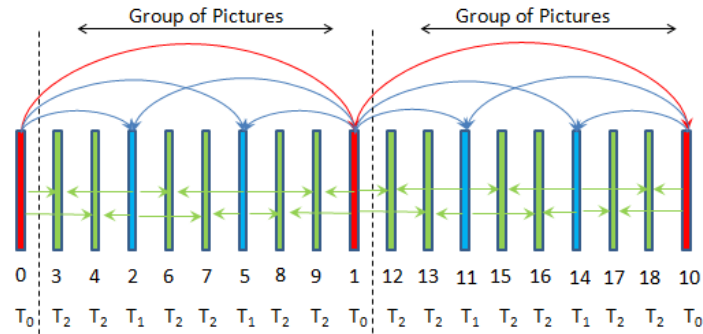 Group of Pictures Group of Pictures
0 3 4 2 6 7 5 8 9 1 12 13 11 15 16 14 17 18 10
T₀ T₂ T₂ T₁ T₂ T₂ T₁ T₂ T₂ T₀ T₂ T₂ T₁ T₂ T₂ T₁ T₂ T₂ T₀